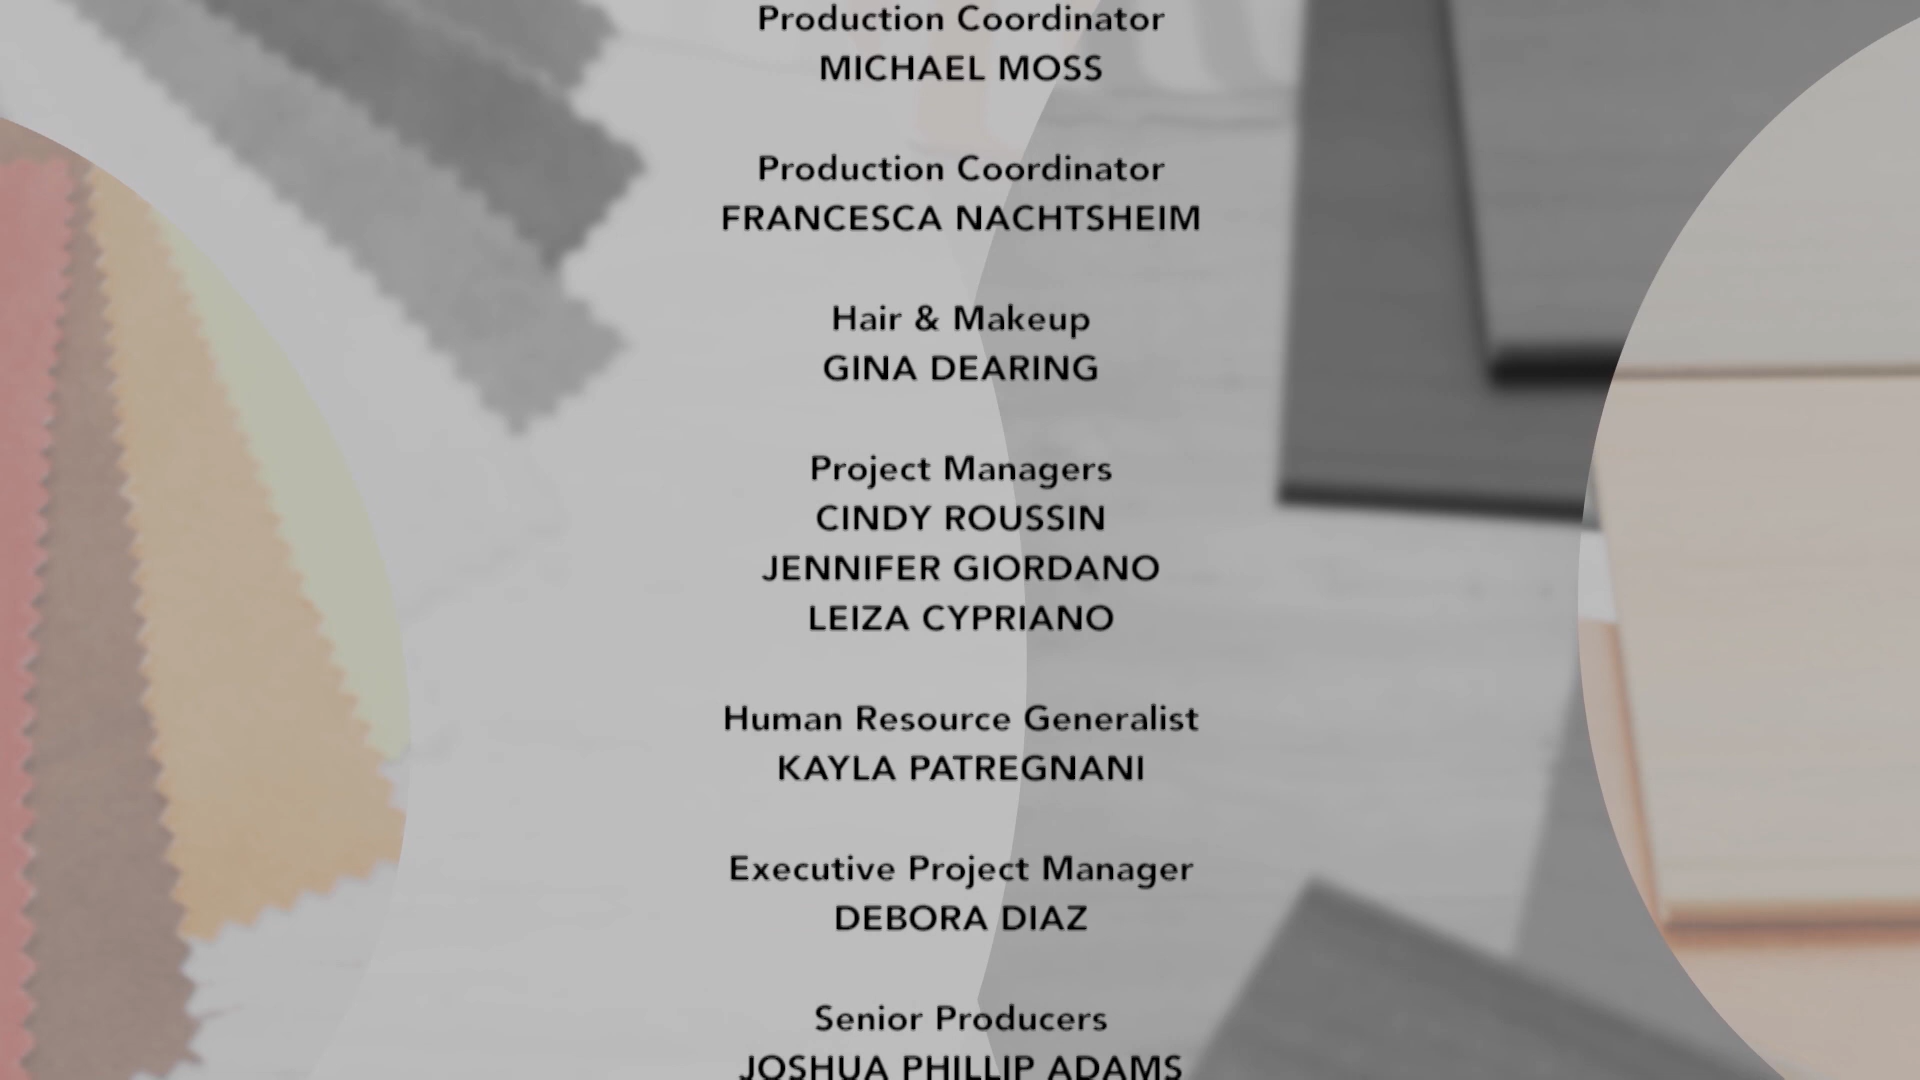 Production Coordinator
MICHAEL MOSS
Production Coordinator
FRANCESCA NACHTSHEIM
Hair & Makeup
GINA DEARING
Project Managers
CINDY ROUSSIN
JENNIFER GIORDANO
LEIZA CYPRIANO
Human Resource Generalist
KAYLA PATREGNANI
Executive Project Manager
DEBORA DIAZ
Senior Producers
JOSHUA PHILLIP ADAMS